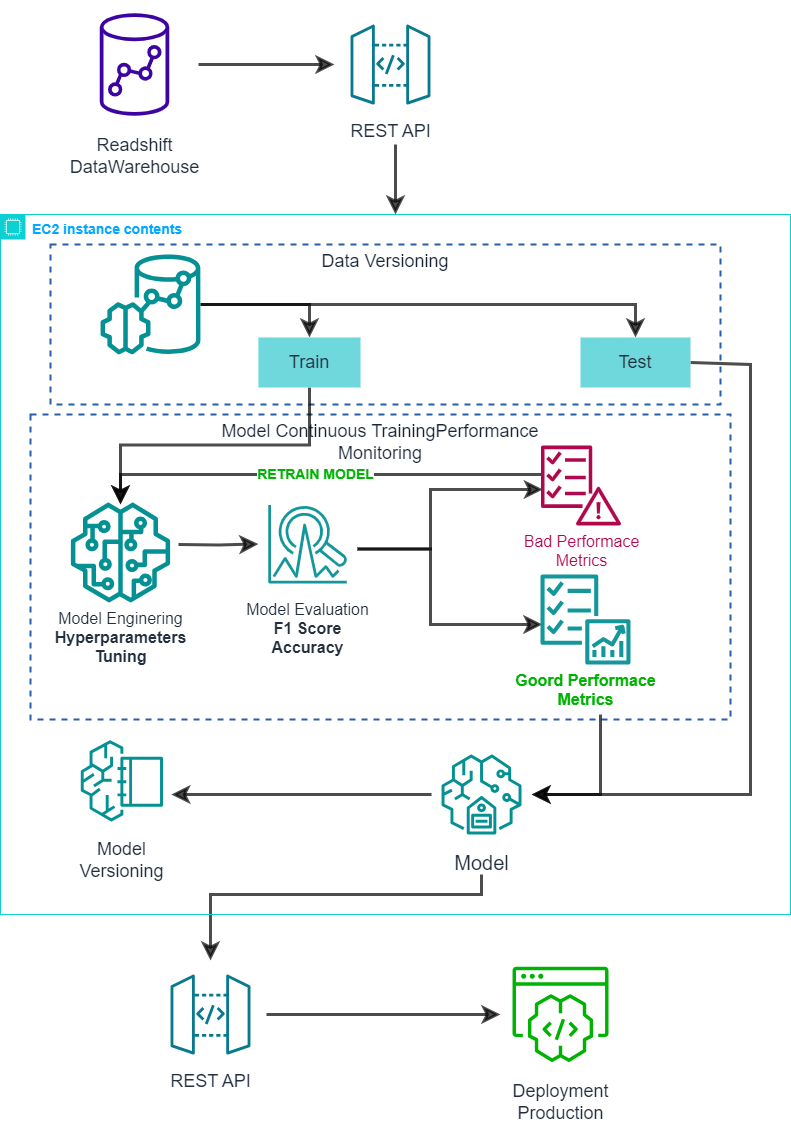 Readshift
DataWarehouse
REST API
EC2 instance contents
Data Versioning
Train
Test
Model Continuous TrainingPerformance
Monitoring
RETRAIN MODEL
Bad Performace
Metrics
Model Enginering
Hyperparameters
Tuning
Model Evaluation
F1 Score
Accuracy
Goord Performace
Metrics
Model
Versioning
Model
REST API
Deployment
Production